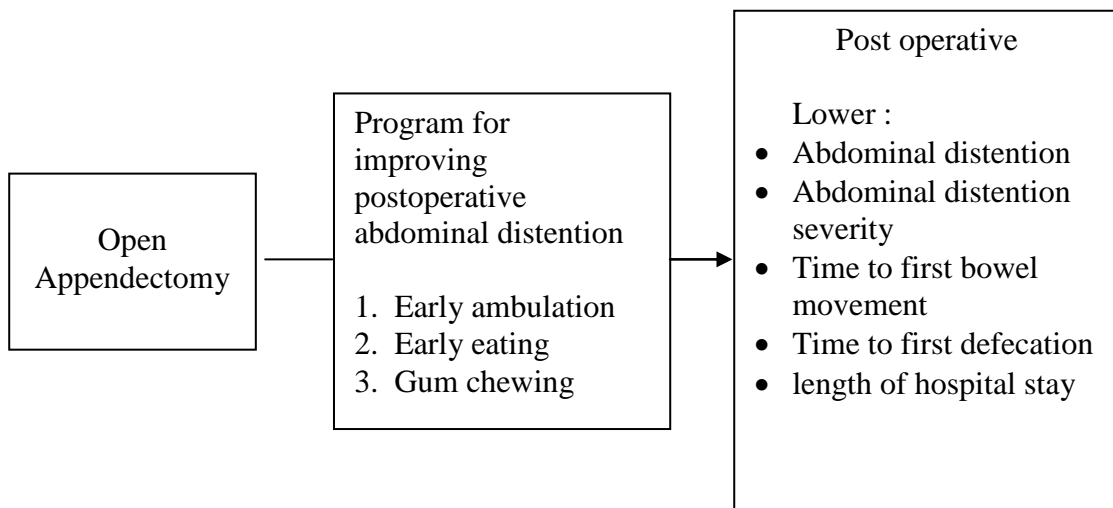 Open
Appendectomy
Program for
improving
postoperative
abdominal distention
1. Early ambulation
2. Early eating
3. Gum chewing
Post operative
Lower :
• Abdominal distention
• Abdominal distention
severity
• Time to first bowel
movement
• Time to first defecation
• length of hospital stay